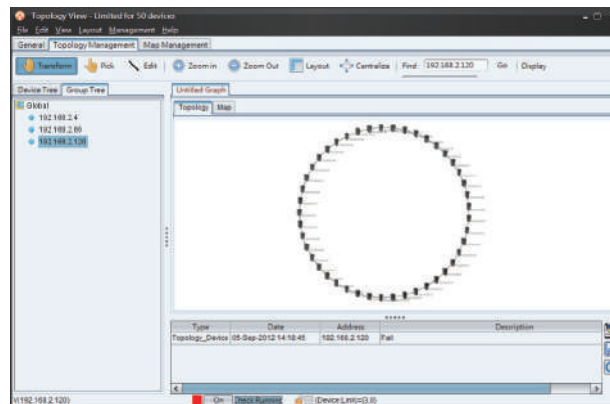 Topology View - Limited for 50 devices
File Edit View Layout Management Help
General Topology Management Map Management
Transform Pick Edit Zoom in Zoom Out Layout Centralize Find 192.168.2.120 Go Display
Device Tree Group Tree
Untitled Graph
Global
Topology Map
192.168.2.4
192.168.2.66
192.168.2.120
Type Date Address Description
Topology_Device 05-Sep-2012 14:18:45 192.168.2.120 Fail
V(192.168.2.120) On Check Running (Device:Link)=(3,0)